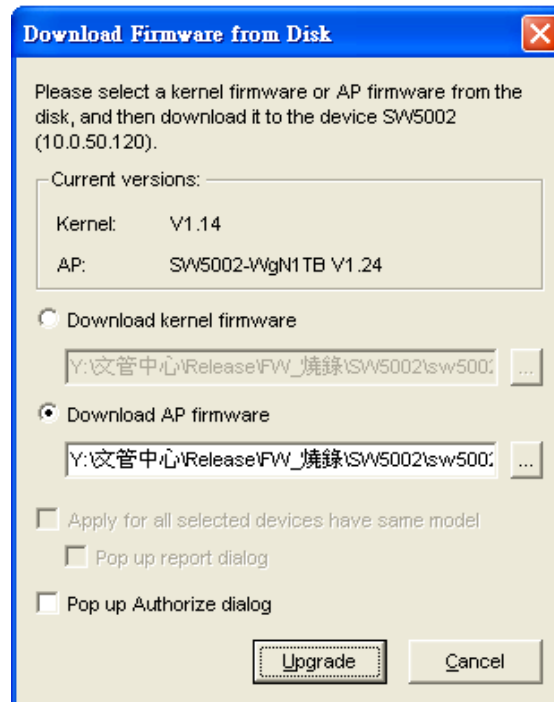 Download Firmware from Disk
Please select a kernel firmware or AP firmware from the
disk, and then download it to the device SW5002
(10.0.50.120).
Current versions:
Kernel: V1.14
AP: SW5002-WgN1TB V1.24
Download kernel firmware
Y:\文管中心\Release\FW_燒錄\SW5002\sw5002
...
Download AP firmware
Y:\文管中心\Release\FW_燒錄\SW5002\sw5002
...
Apply for all selected devices have same model
Pop up report dialog
Pop up Authorize dialog
Upgrade Cancel